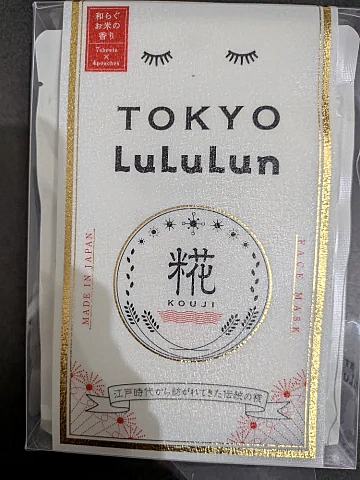 和らぐ
お米の
香り
7sheets
×
4pouches
TOKYO
LuLuLun
糀
KOUJI
MADE IN JAPAN
FACE MASK
江戸時代から紡がれてきた伝統の糀